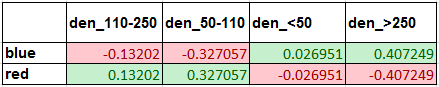 den_110-250 den_50-110 den_<50 den_>250
blue -0.13202 -0.327057 0.026951 0.407249
red 0.13202 0.327057 -0.026951 -0.407249